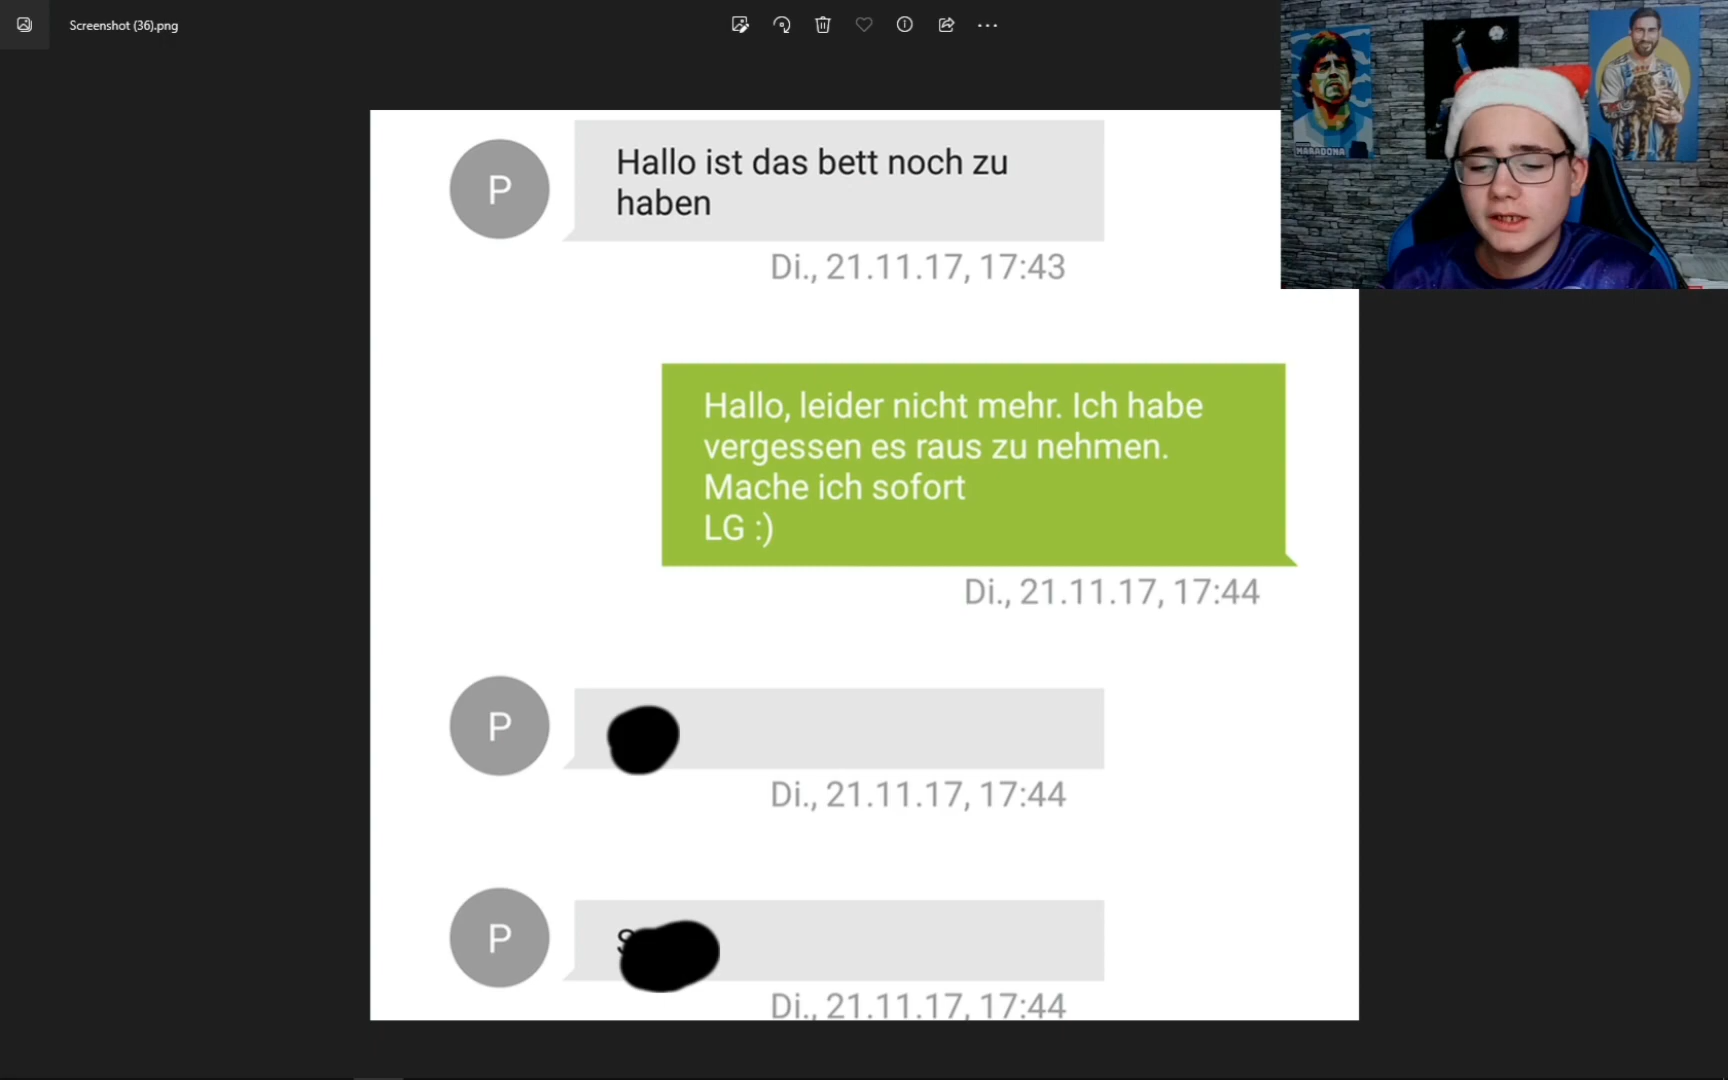 Screenshot (36).png
MARADONA
P
Hallo ist das bett noch zu
haben
Di., 21.11.17, 17:43
Hallo, leider nicht mehr. Ich habe
vergessen es raus zu nehmen.
Mache ich sofort
LG :)
Di., 21.11.17, 17:44
P
Di., 21.11.17, 17:44
P
Di., 21.11.17, 17:44